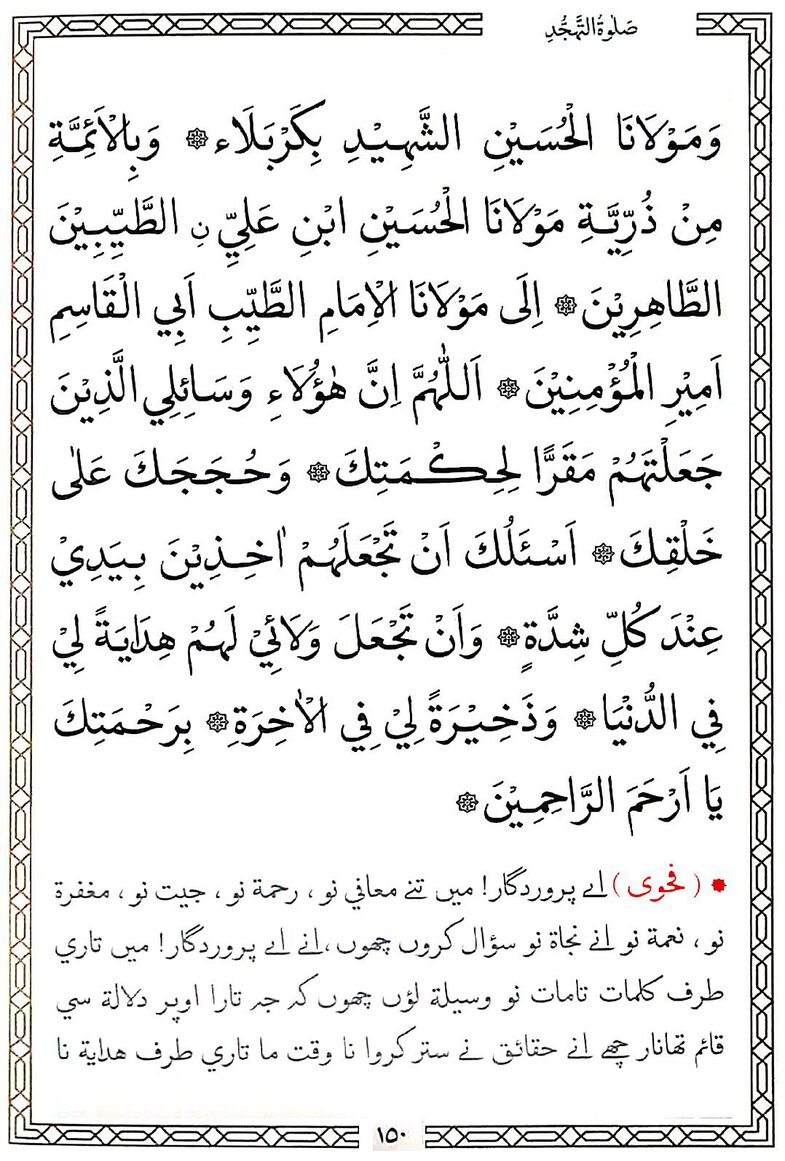 صَلٰوةُ التَّهَجُّدِ
وَمَوْلَانَا الْحُسَيْنِ الشَّهِيْدِ بِكَرْبَلَاء ۞ وَبِالْاَئِمَّةِ
مِنْ ذُرِّيَّةِ مَوْلَانَا الْحُسَيْنِ ابْنِ عَلِيِّ نِ الطَّيِّبِيْنَ
الطَّاهِرِيْنَ ۞ اِلَى مَوْلَانَا الْاِمَامِ الطَّيِّبِ اَبِي الْقَاسِمِ
اَمِيْرِ الْمُؤْمِنِيْنَ ۞ اَللّٰهُمَّ اِنَّ هٰؤُلَاءِ وَسَائِلِي الَّذِيْنَ
جَعَلْتَهُمْ مَقَرًّا لِحِكْمَتِكَ ۞ وَحُجَجَكَ عَلٰى
خَلْقِكَ ۞ اَسْئَلُكَ اَنْ تَجْعَلَهُمْ اٰخِذِيْنَ بِيَدِيْ
عِنْدَ كُلِّ شِدَّةٍ ۞ وَاَنْ تَجْعَلَ وَلَائِيْ لَهُمْ هِدَايَةً لِيْ
فِي الدُّنْيَا ۞ وَذَخِيْرَةً لِيْ فِي الْاٰخِرَةِ ۞ بِرَحْمَتِكَ
يَا اَرْحَمَ الرَّاحِمِيْنَ ۞
(فحوى) اے پروردگار! ميں تنے معافي نو، رحمة نو، جيت نو، مغفرة
نو، نعمة نو انے نجاة نو سؤال كروں چھوں، انے اے پروردگار! ميں تاري
طرف كلمات تامات نو وسيلة لؤں چھوں كہ جہ تارا اوپر دلالة سي
قائم تھانار چھے انے حقائق نے ستر كروا نا وقت ما تاري طرف هداية نا
١٥٠